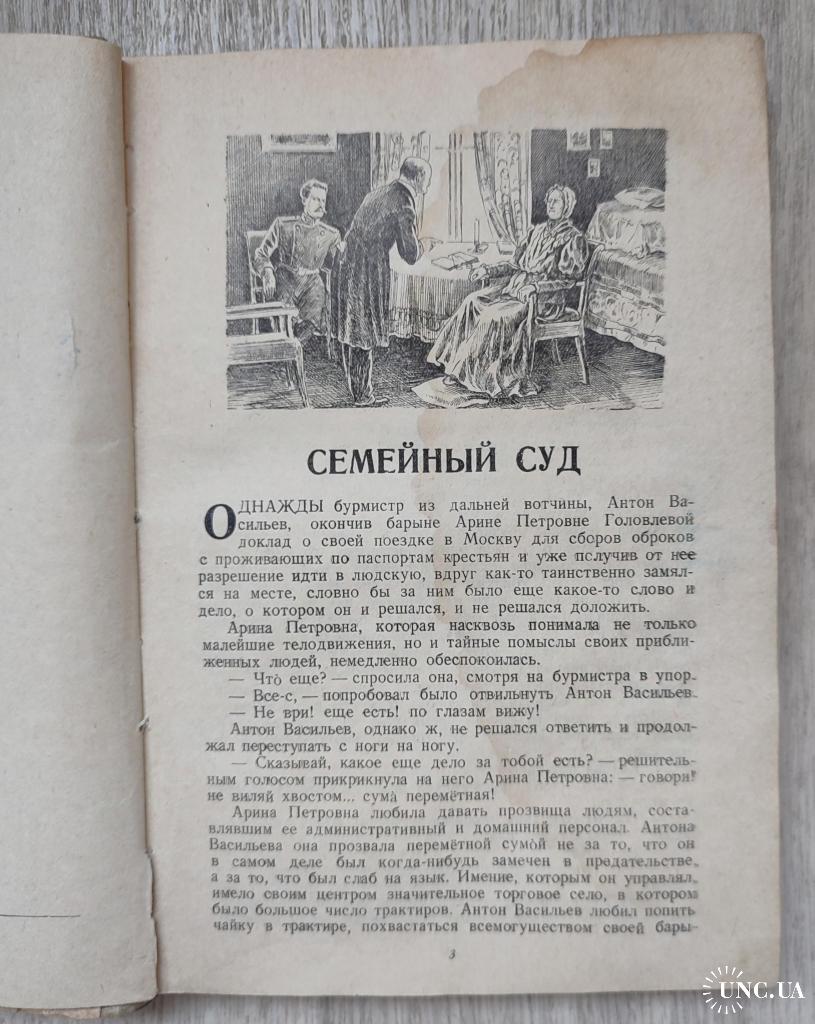 СЕМЕЙНЫЙ СУД
ОДНАЖДЫ бурмистр из дальней вотчины, Антон Ва-
сильев, окончив барыне Арине Петровне Головлевой
доклад о своей поездке в Москву для сборов оброков
с проживающих по паспортам крестьян и уже получив от нее
разрешение идти в людскую, вдруг как-то таинственно замял-
ся на месте, словно бы за ним было еще какое-то слово и
дело, о котором он и решался, и не решался доложить.
Арина Петровна, которая насквозь понимала не только
малейшие телодвижения, но и тайные помыслы своих прибли-
женных людей, немедленно обеспокоилась.
— Что̀ еще? — спросила она, смотря на бурмистра в упор.
— Все-с, — попробовал было отвильнуть Антон Васильев.
— Не ври! еще есть! по глазам вижу!
Антон Васильев, однако ж, не решался ответить и продол-
жал переступать с ноги на ногу.
— Сказывай, какое еще дело за тобой есть? — решитель-
ным голосом прикрикнула на него Арина Петровна: — говори!
не виляй хвостом... сума̀ перемётная!
Арина Петровна любила давать прозвища людям, соста-
влявшим ее административный и домашний персонал. Антона
Васильева она прозвала перемётной сумо̀й не за то, что он
в самом деле был когда-нибудь замечен в предательстве,
а за то, что был слаб на язык. Имение, которым он управлял,
имело своим центром значительное торговое село, в котором
было большое число трактиров. Антон Васильев любил попить
чайку в трактире, похвастаться всемогуществом своей бары-
3
UNC.UA